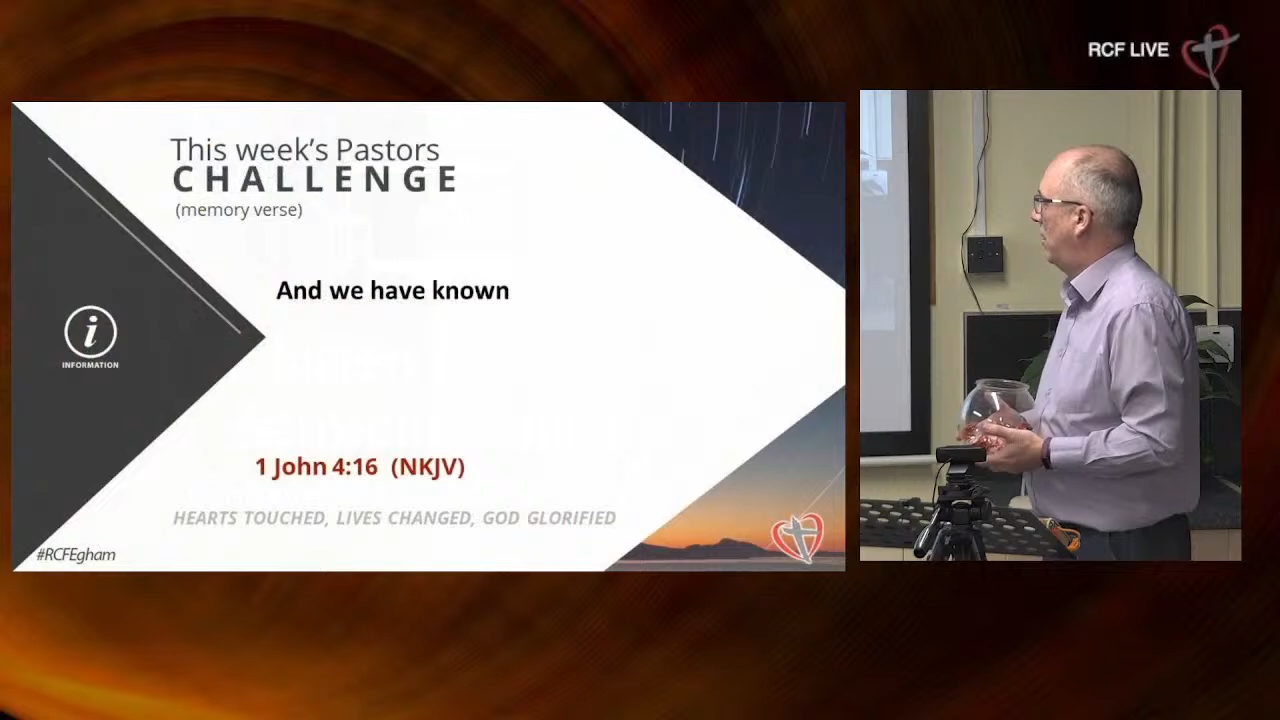 RCF LIVE
This week's Pastors
CHALLENGE
(memory verse)
And we have known
INFORMATION
1 John 4:16 (NKJV)
HEARTS TOUCHED, LIVES CHANGED, GOD GLORIFIED
#RCFEgham